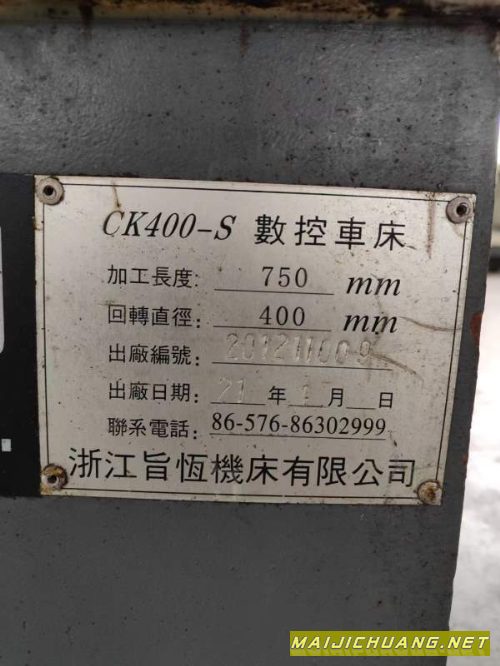 CK400-S 數控車床
加工長度: 750 mm
回轉直徑: 400 mm
出廠編號:
出廠日期: 21 年 1 月 日
聯系電話: 86-576-86302999
浙江旨恆機床有限公司
MAIJICHUANG.NET